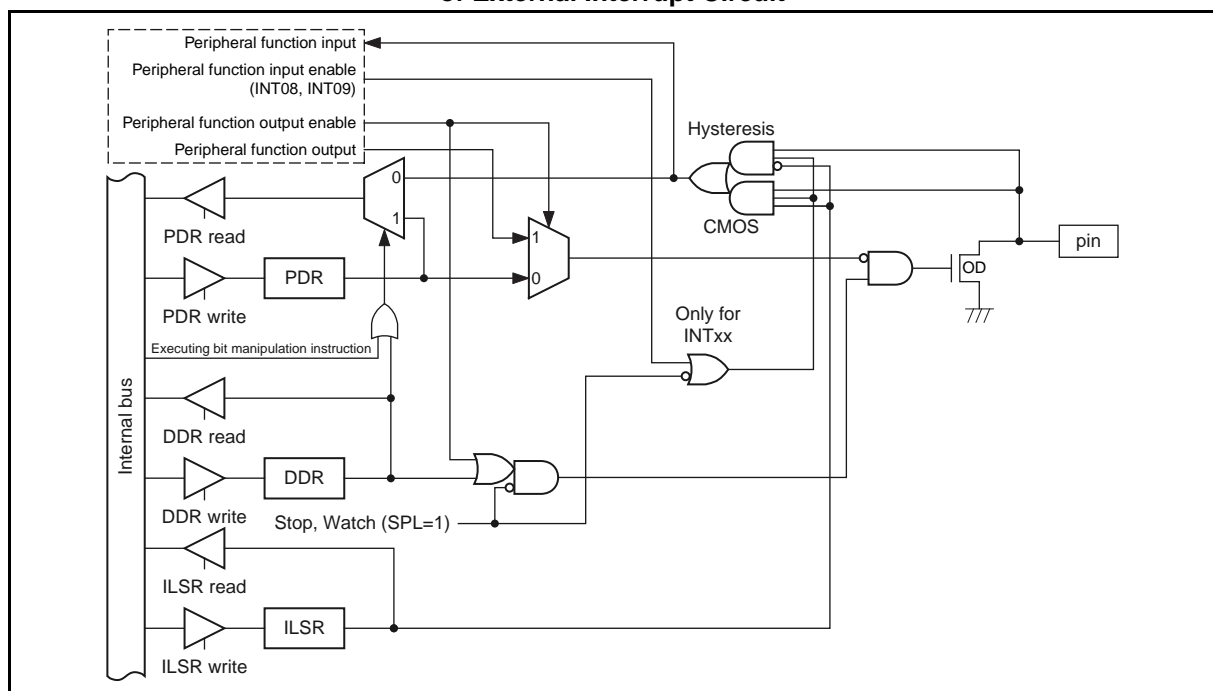 of External Interrupt Circuit
Peripheral function input
Peripheral function input enable
(INT08, INT09)
Peripheral function output enable
Peripheral function output
Hysteresis
0
1
CMOS
PDR read
1
pin
PDR
0
OD
PDR write
Only for
INTxx
Executing bit manipulation instruction
Internal bus
DDR read
DDR
DDR write
Stop, Watch (SPL=1)
ILSR read
ILSR
ILSR write